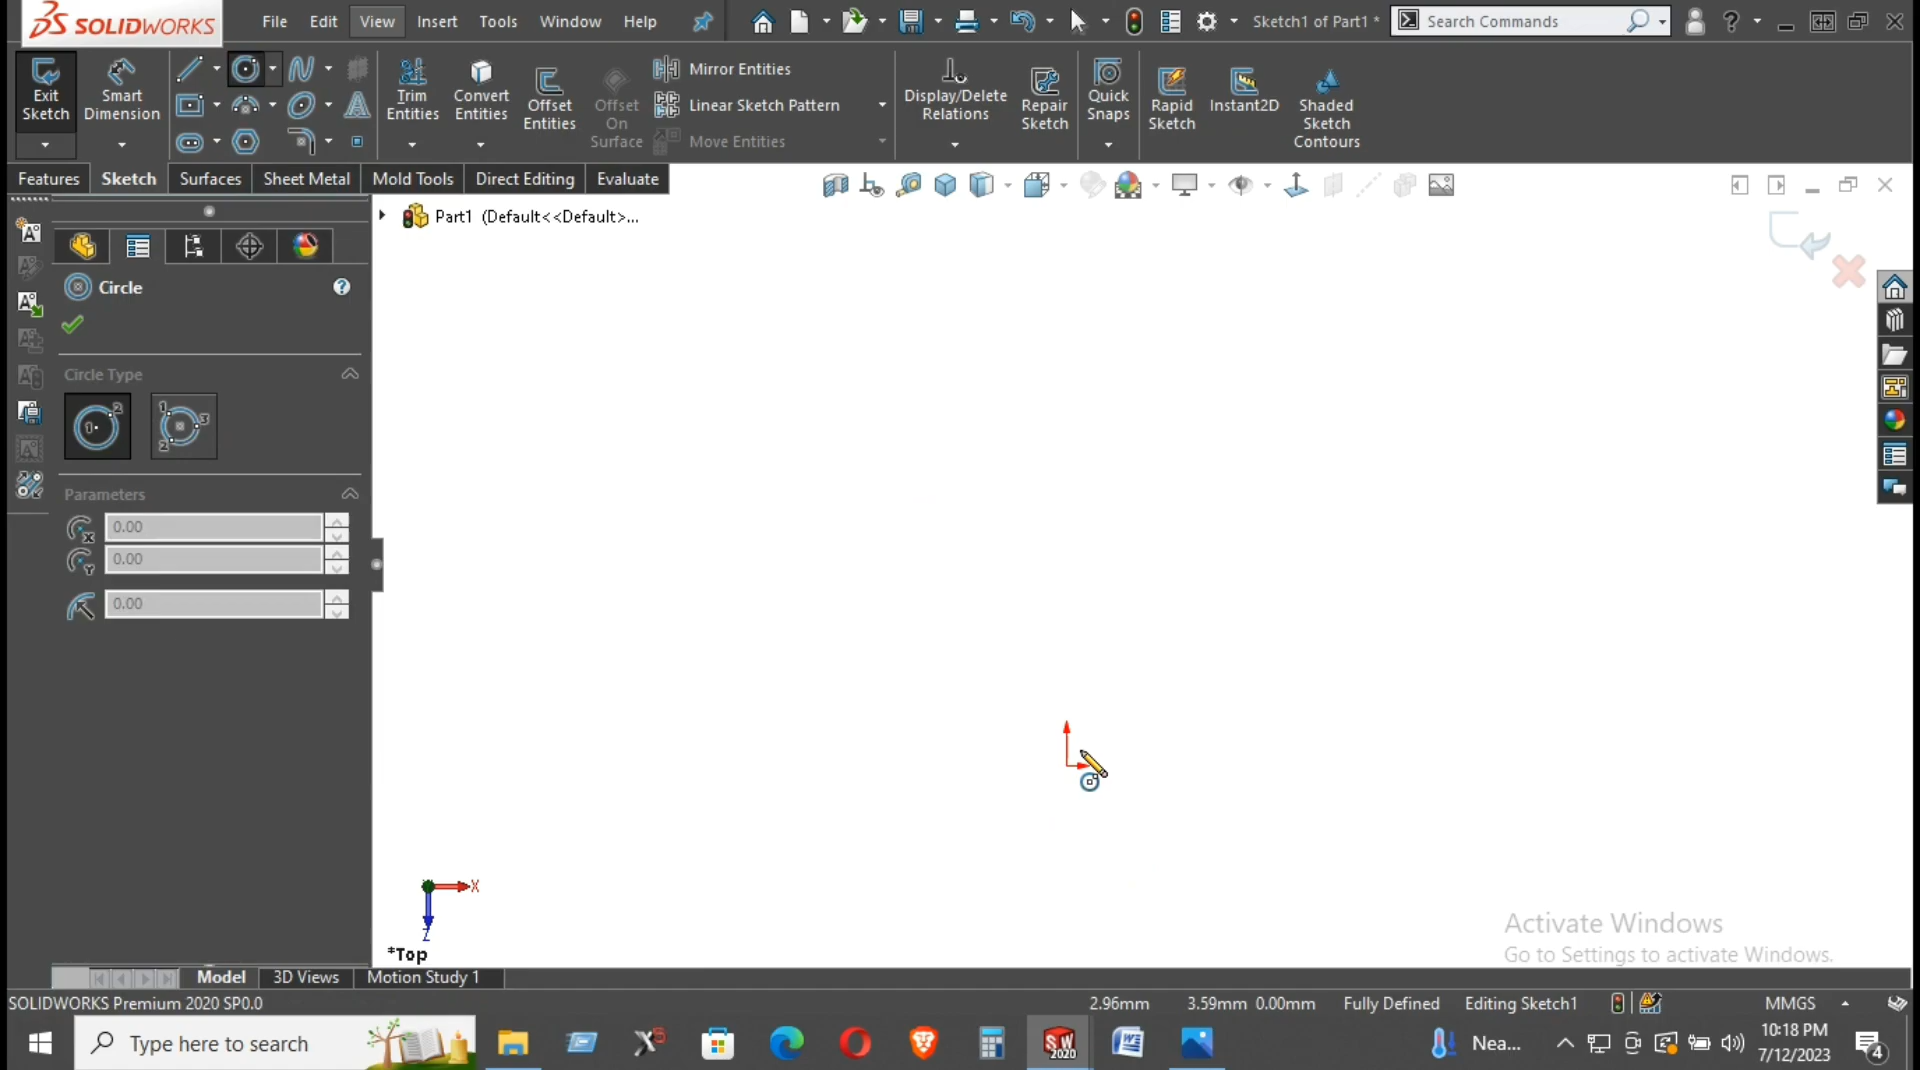 SOLIDWORKS File Edit View Insert Tools Window Help Sketch1 of Part1 * Search Commands
Exit Sketch
Smart Dimension
Trim Entities
Convert Entities
Offset Entities
Offset On Surface
Mirror Entities
Linear Sketch Pattern
Move Entities
Display/Delete Relations
Repair Sketch
Quick Snaps
Rapid Sketch
Instant2D
Shaded Sketch Contours
Features Sketch Surfaces Sheet Metal Mold Tools Direct Editing Evaluate
Part1 (Default<<Default>...
Circle
Circle Type
Parameters
0.00
0.00
0.00
X
Z
*Top
Activate Windows
Go to Settings to activate Windows.
Model 3D Views Motion Study 1
SOLIDWORKS Premium 2020 SP0.0 2.96mm 3.59mm 0.00mm Fully Defined Editing Sketch1 MMGS
Type here to search
SW 2020
Nea...
10:18 PM
7/12/2023
4